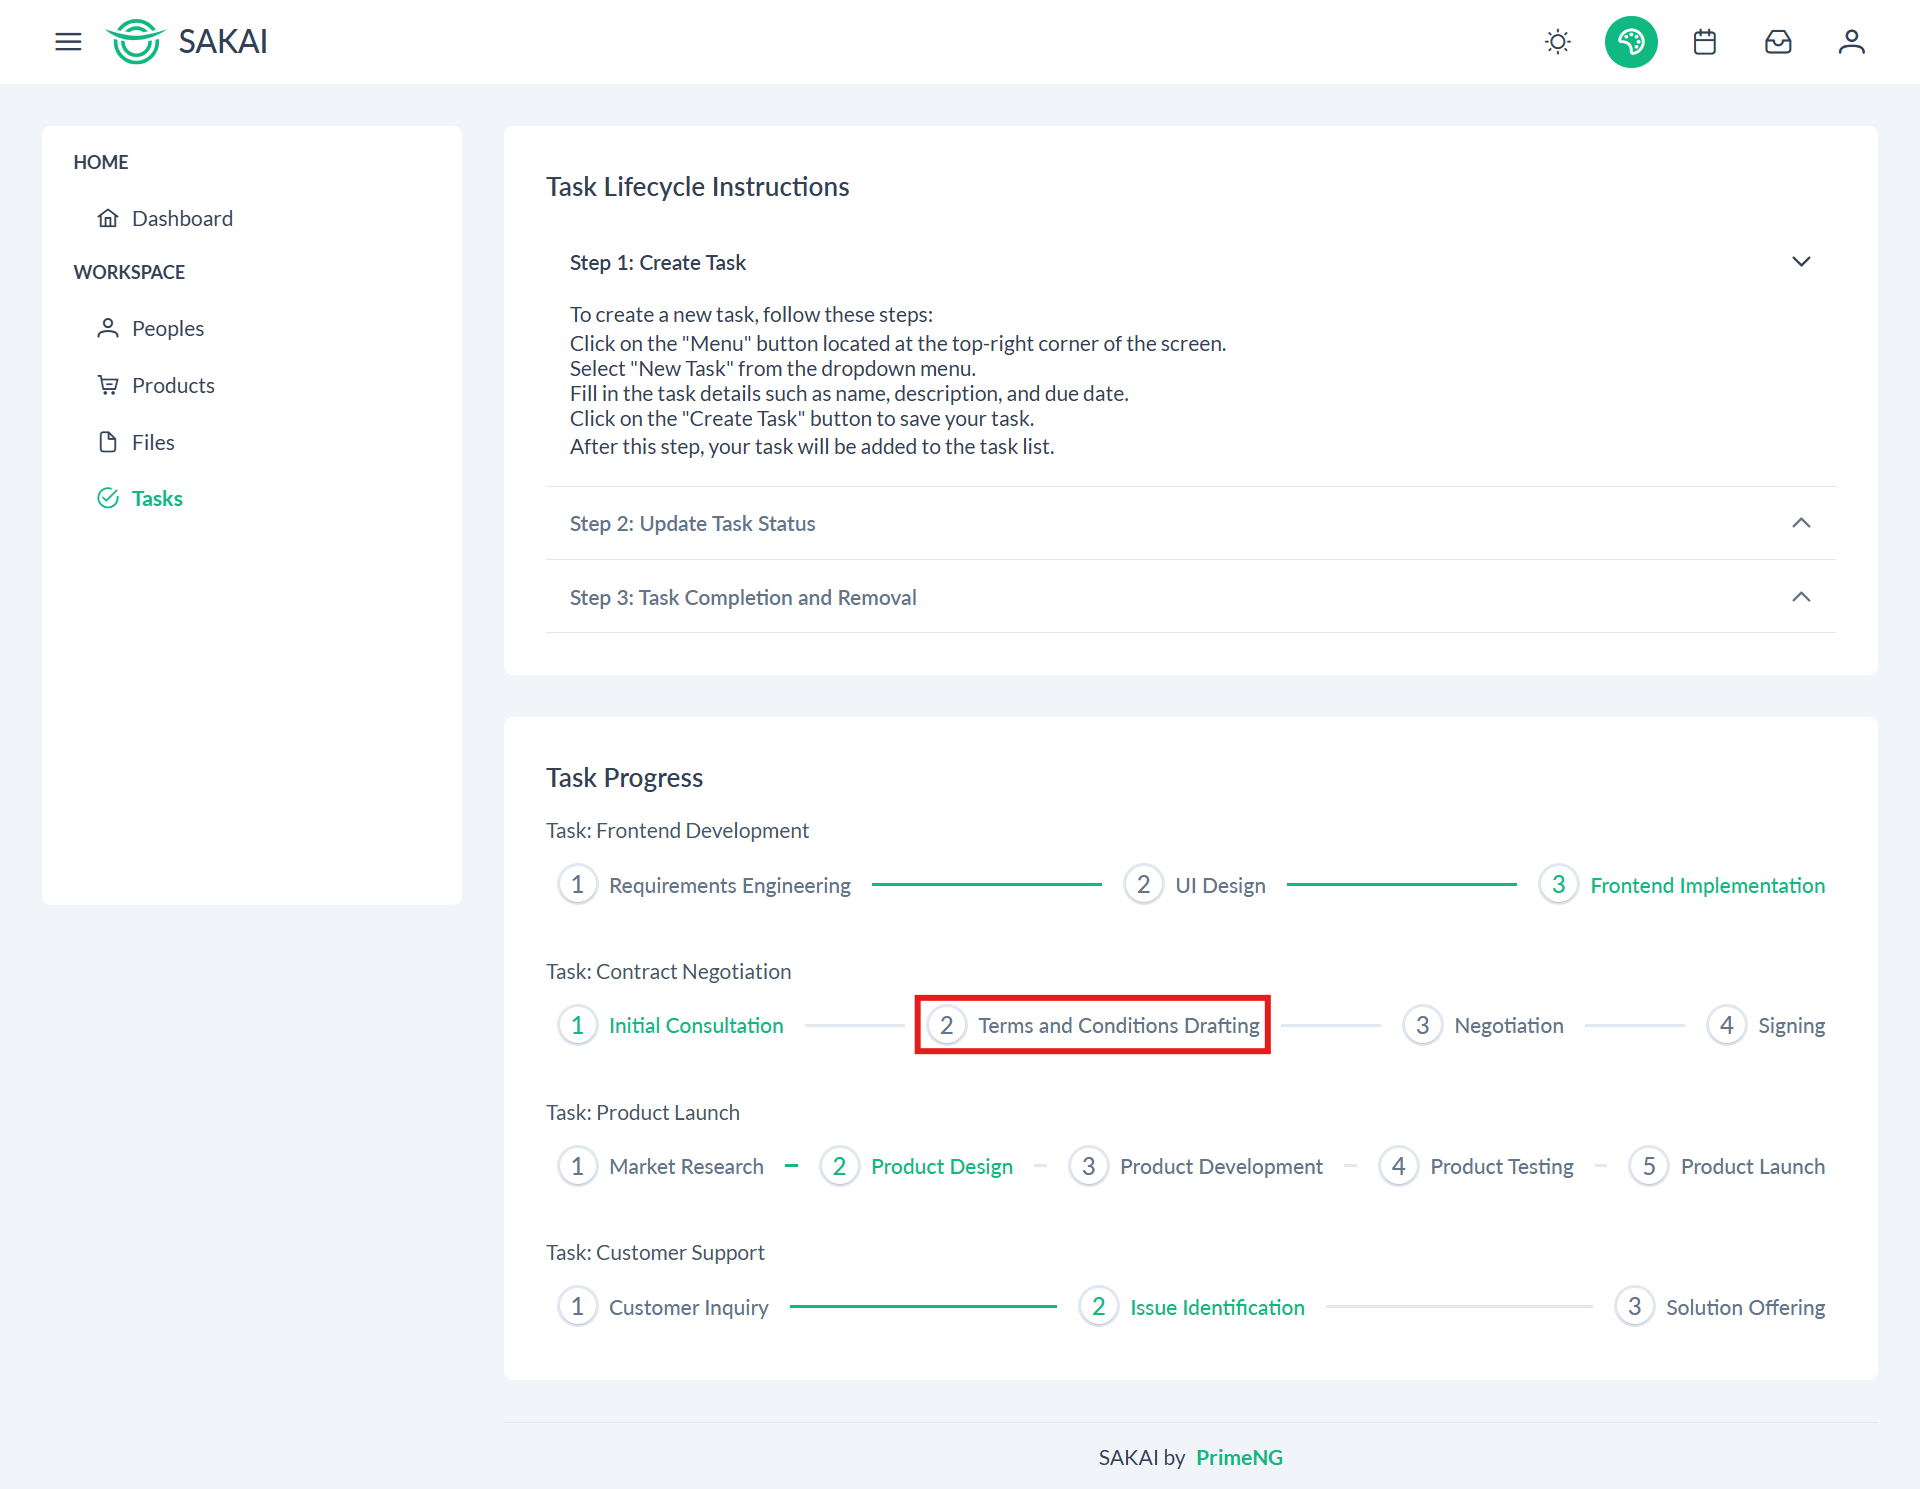 SAKAI
HOME
Dashboard
WORKSPACE
Peoples
Products
Files
Tasks
Task Lifecycle Instructions
Step 1: Create Task
To create a new task, follow these steps:
Click on the "Menu" button located at the top-right corner of the screen.
Select "New Task" from the dropdown menu.
Fill in the task details such as name, description, and due date.
Click on the "Create Task" button to save your task.
After this step, your task will be added to the task list.
Step 2: Update Task Status
Step 3: Task Completion and Removal
Task Progress
Task: Frontend Development
1 Requirements Engineering 2 UI Design 3 Frontend Implementation
Task: Contract Negotiation
1 Initial Consultation 2 Terms and Conditions Drafting 3 Negotiation 4 Signing
Task: Product Launch
1 Market Research 2 Product Design 3 Product Development 4 Product Testing 5 Product Launch
Task: Customer Support
1 Customer Inquiry 2 Issue Identification 3 Solution Offering
SAKAI by PrimeNG